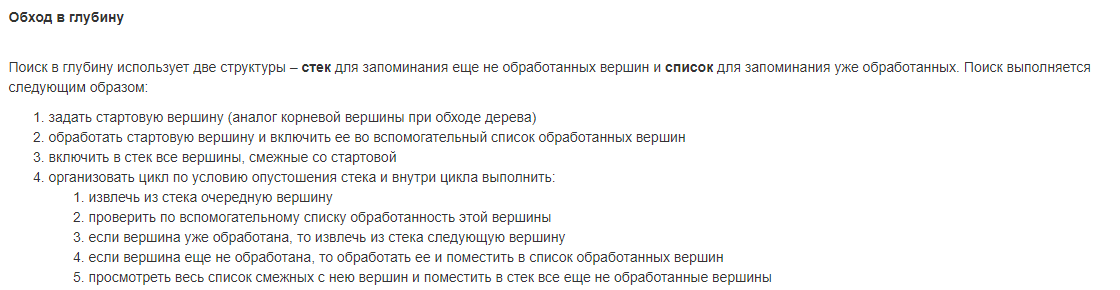 Обход в глубину
Поиск в глубину использует две структуры – стек для запоминания еще не обработанных вершин и список для запоминания уже обработанных. Поиск выполняется
следующим образом:
1. задать стартовую вершину (аналог корневой вершины при обходе дерева)
2. обработать стартовую вершину и включить ее во вспомогательный список обработанных вершин
3. включить в стек все вершины, смежные со стартовой
4. организовать цикл по условию опустошения стека и внутри цикла выполнить:
1. извлечь из стека очередную вершину
2. проверить по вспомогательному списку обработанность этой вершины
3. если вершина уже обработана, то извлечь из стека следующую вершину
4. если вершина еще не обработана, то обработать ее и поместить в список обработанных вершин
5. просмотреть весь список смежных с нею вершин и поместить в стек все еще не обработанные вершины